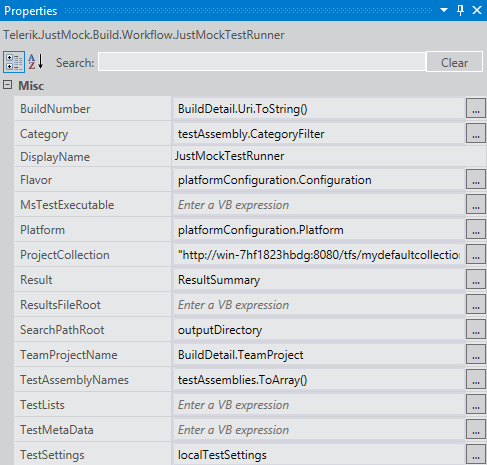 Properties
Telerik.JustMock.Build.Workflow.JustMockTestRunner
A Z Search: Clear
Misc
BuildNumber BuildDetail.Uri.ToString() ...
Category testAssembly.CategoryFilter ...
DisplayName JustMockTestRunner
Flavor platformConfiguration.Configuration ...
MsTestExecutable Enter a VB expression ...
Platform platformConfiguration.Platform ...
ProjectCollection "http://win-7hf1823hbdg:8080/tfs/mydefaultcollection ...
Result ResultSummary ...
ResultsFileRoot Enter a VB expression ...
SearchPathRoot outputDirectory ...
TeamProjectName BuildDetail.TeamProject ...
TestAssemblyNames testAssemblies.ToArray() ...
TestLists Enter a VB expression ...
TestMetaData Enter a VB expression ...
TestSettings localTestSettings ...